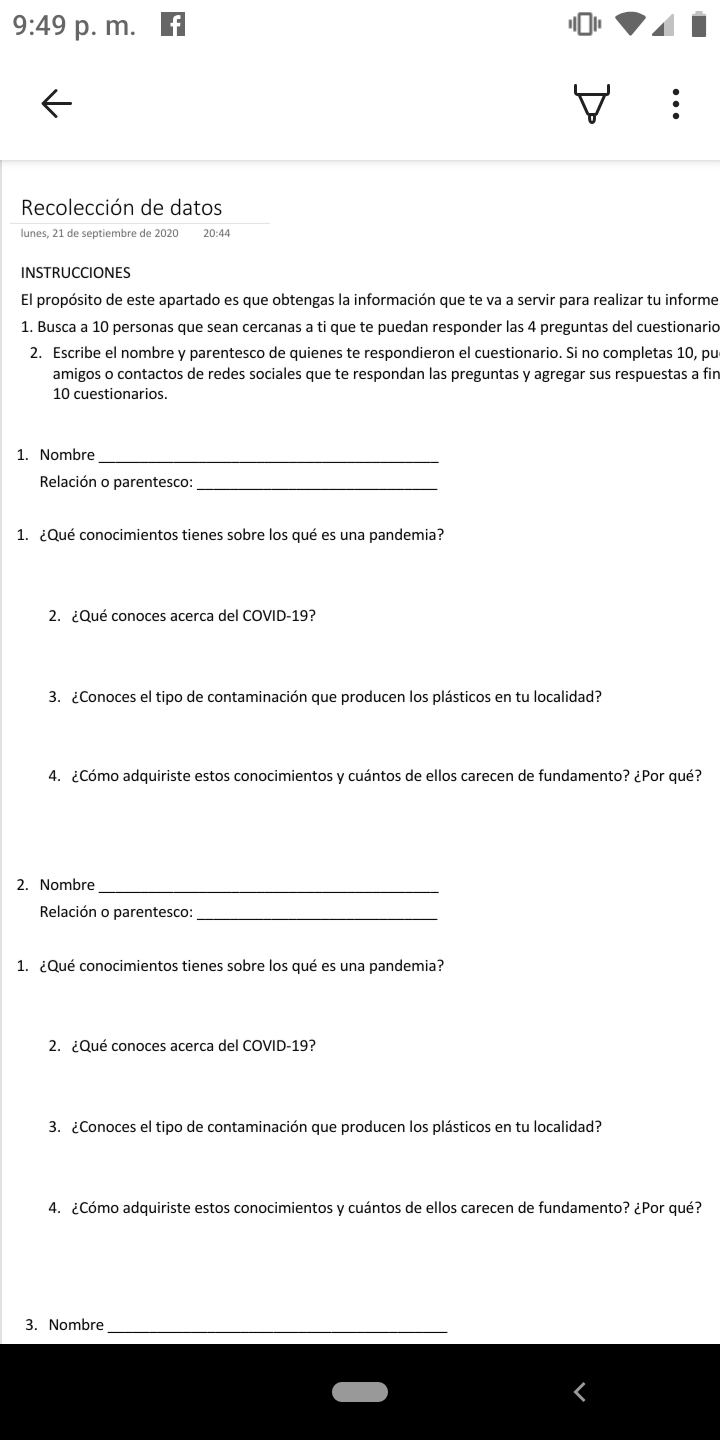 9:49 p. m.
Recolección de datos
lunes, 21 de septiembre de 2020 20:44
INSTRUCCIONES
El propósito de este apartado es que obtengas la información que te va a servir para realizar tu informe
1. Busca a 10 personas que sean cercanas a ti que te puedan responder las 4 preguntas del cuestionario
2. Escribe el nombre y parentesco de quienes te respondieron el cuestionario. Si no completas 10,
amigos o contactos de redes sociales que te respondan las preguntas y agregar sus respuestas a fin
10 cuestionarios.
1. Nombre
Relación o parentesco:
1. ¿Qué conocimientos tienes sobre los qué es una pandemia?
2. ¿Qué conoces acerca del COVID-19?
3. ¿Conoces el tipo de contaminación que producen los plásticos en tu localidad?
4. ¿Cómo adquiriste estos conocimientos y cuántos de ellos carecen de fundamento? ¿Por qué?
2. Nombre
Relación o parentesco:
1. ¿Qué conocimientos tienes sobre los qué es una pandemia?
2. ¿Qué conoces acerca del COVID-19?
3. ¿Conoces el tipo de contaminación que producen los plásticos en tu localidad?
4. ¿Cómo adquiriste estos conocimientos y cuántos de ellos carecen de fundamento? ¿Por qué?
3. Nombre